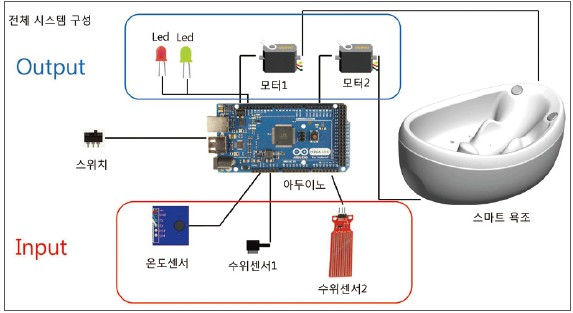 전체 시스템 구성
Led Led
Output
모터1 모터2
스위치
아두이노
스마트 욕조
Input
온도센서
수위센서1
수위센서2